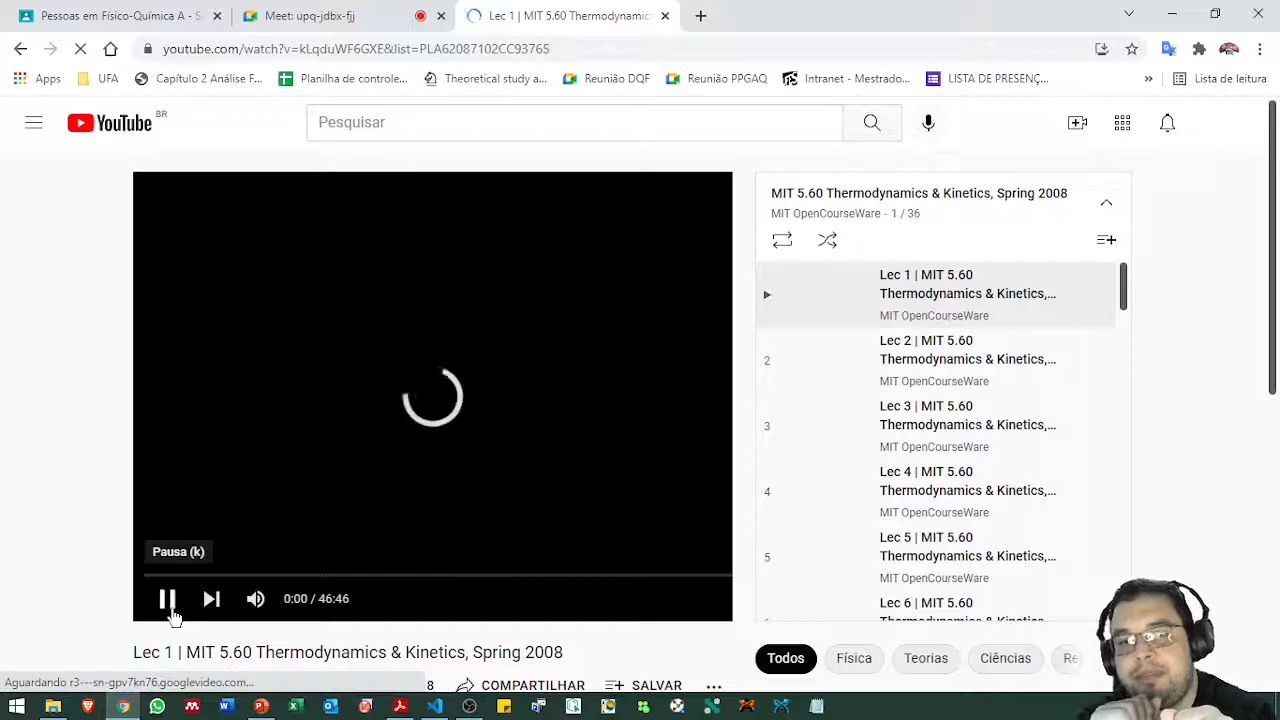 Pessoas em Físico-Química A - S
Meet upq-jdbx-fjj
Lec 1 | MIT 5.60 Thermodynamic
youtube.com/watch?v=kLqduWF6GXE&list=PLA62087102CC93765
Apps
UFA
Capítulo 2 Análise F...
Planilha de controle...
Theoretical study a...
Reunião DQF
Reunião PPGAQ
Intranet - Mestrado...
LISTA DE PRESENÇ...
»
Lista de leitura
YouTube BR
Pesquisar
MIT 5.60 Thermodynamics & Kinetics, Spring 2008
MIT OpenCourseWare - 1 / 36
Lec 1 | MIT 5.60
Thermodynamics & Kinetics,...
MIT OpenCourseWare
2
Lec 2 | MIT 5.60
Thermodynamics & Kinetics,...
MIT OpenCourseWare
3
Lec 3 | MIT 5.60
Thermodynamics & Kinetics,...
MIT OpenCourseWare
4
Lec 4 | MIT 5.60
Thermodynamics & Kinetics,...
MIT OpenCourseWare
5
Lec 5 | MIT 5.60
Thermodynamics & Kinetics,...
MIT OpenCourseWare
Lec 6 | MIT 5.60
Pausa (k)
0:00 / 46:46
Lec 1 | MIT 5.60 Thermodynamics & Kinetics, Spring 2008
Todos
Física
Teorias
Ciências
Re
Aguardando r3---sn-gpv7kn76.googlevideo.com...
8
COMPARTILHAR
SALVAR